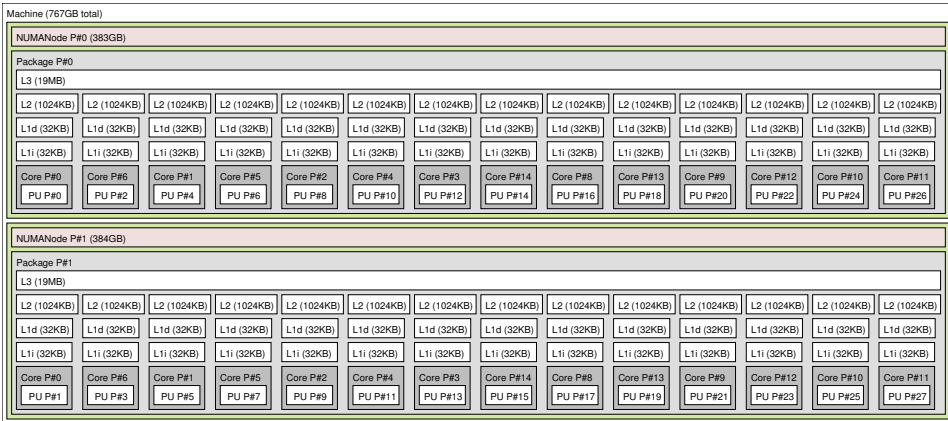 Machine (767GB total)
NUMANode P#0 (383GB)
Package P#0
L3 (19MB)
L2 (1024KB) L2 (1024KB) L2 (1024KB) L2 (1024KB) L2 (1024KB) L2 (1024KB) L2 (1024KB) L2 (1024KB) L2 (1024KB) L2 (1024KB) L2 (1024KB) L2 (1024KB) L2 (1024KB) L2 (1024KB)
L1d (32KB) L1d (32KB) L1d (32KB) L1d (32KB) L1d (32KB) L1d (32KB) L1d (32KB) L1d (32KB) L1d (32KB) L1d (32KB) L1d (32KB) L1d (32KB) L1d (32KB) L1d (32KB)
L1i (32KB) L1i (32KB) L1i (32KB) L1i (32KB) L1i (32KB) L1i (32KB) L1i (32KB) L1i (32KB) L1i (32KB) L1i (32KB) L1i (32KB) L1i (32KB) L1i (32KB) L1i (32KB)
Core P#0 Core P#6 Core P#1 Core P#5 Core P#2 Core P#4 Core P#3 Core P#14 Core P#8 Core P#13 Core P#9 Core P#12 Core P#10 Core P#11
PU P#0 PU P#2 PU P#4 PU P#6 PU P#8 PU P#10 PU P#12 PU P#14 PU P#16 PU P#18 PU P#20 PU P#22 PU P#24 PU P#26
NUMANode P#1 (384GB)
Package P#1
L3 (19MB)
L2 (1024KB) L2 (1024KB) L2 (1024KB) L2 (1024KB) L2 (1024KB) L2 (1024KB) L2 (1024KB) L2 (1024KB) L2 (1024KB) L2 (1024KB) L2 (1024KB) L2 (1024KB) L2 (1024KB) L2 (1024KB)
L1d (32KB) L1d (32KB) L1d (32KB) L1d (32KB) L1d (32KB) L1d (32KB) L1d (32KB) L1d (32KB) L1d (32KB) L1d (32KB) L1d (32KB) L1d (32KB) L1d (32KB) L1d (32KB)
L1i (32KB) L1i (32KB) L1i (32KB) L1i (32KB) L1i (32KB) L1i (32KB) L1i (32KB) L1i (32KB) L1i (32KB) L1i (32KB) L1i (32KB) L1i (32KB) L1i (32KB) L1i (32KB)
Core P#0 Core P#6 Core P#1 Core P#5 Core P#2 Core P#4 Core P#3 Core P#14 Core P#8 Core P#13 Core P#9 Core P#12 Core P#10 Core P#11
PU P#1 PU P#3 PU P#5 PU P#7 PU P#9 PU P#11 PU P#13 PU P#15 PU P#17 PU P#19 PU P#21 PU P#23 PU P#25 PU P#27